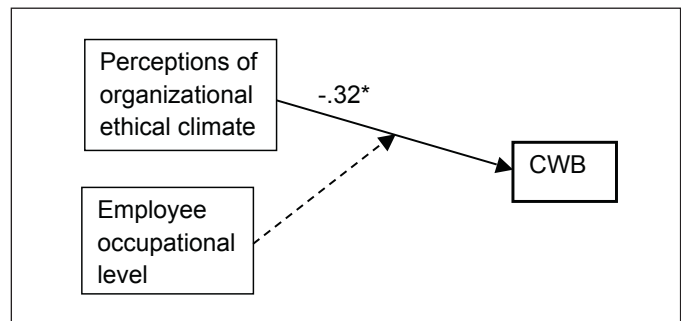 Perceptions of
organizational
ethical climate
-.32*
CWB
Employee
occupational
level